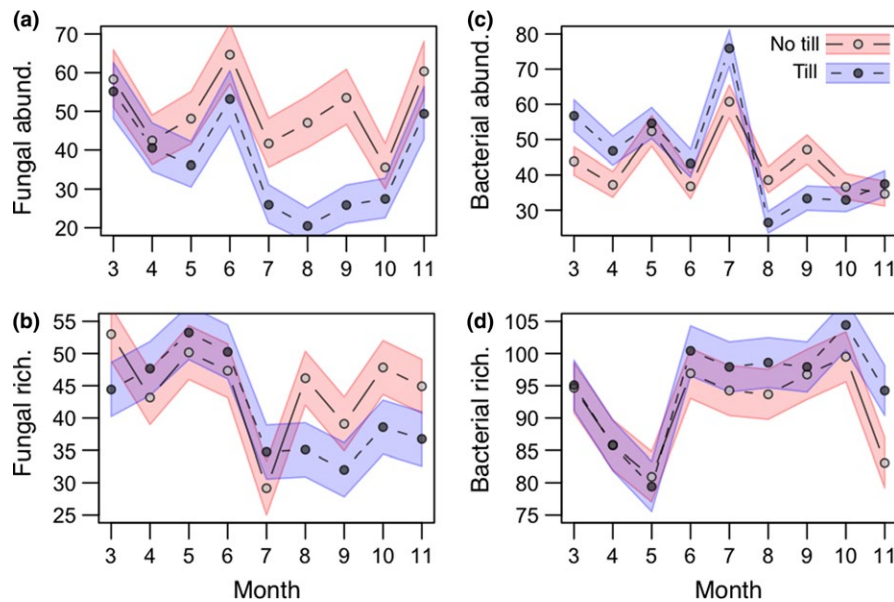 (a)
Fungal abund.
70
60
50
40
30
20
3 4 5 6 7 8 9 10 11
(c)
Bacterial abund.
80
70
60
50
40
30
No till
Till
3 4 5 6 7 8 9 10 11
(b)
Fungal rich.
55
50
45
40
35
30
25
3 4 5 6 7 8 9 10 11
Month
(d)
Bacterial rich.
105
100
95
90
85
80
75
3 4 5 6 7 8 9 10 11
Month